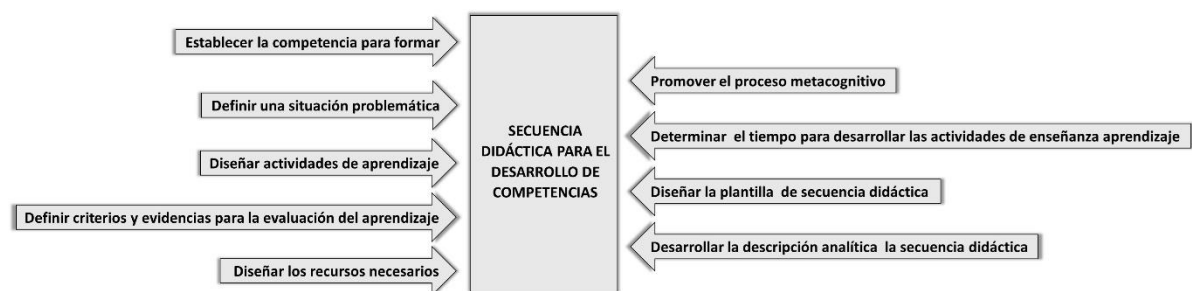 Establecer la competencia para formar
Definir una situación problemática
Diseñar actividades de aprendizaje
Definir criterios y evidencias para la evaluación del aprendizaje
Diseñar los recursos necesarios
SECUENCIA
DIDÁCTICA PARA EL
DESARROLLO DE
COMPETENCIAS
Promover el proceso metacognitivo
Determinar el tiempo para desarrollar las actividades de enseñanza aprendizaje
Diseñar la plantilla de secuencia didáctica
Desarrollar la descripción analítica la secuencia didáctica